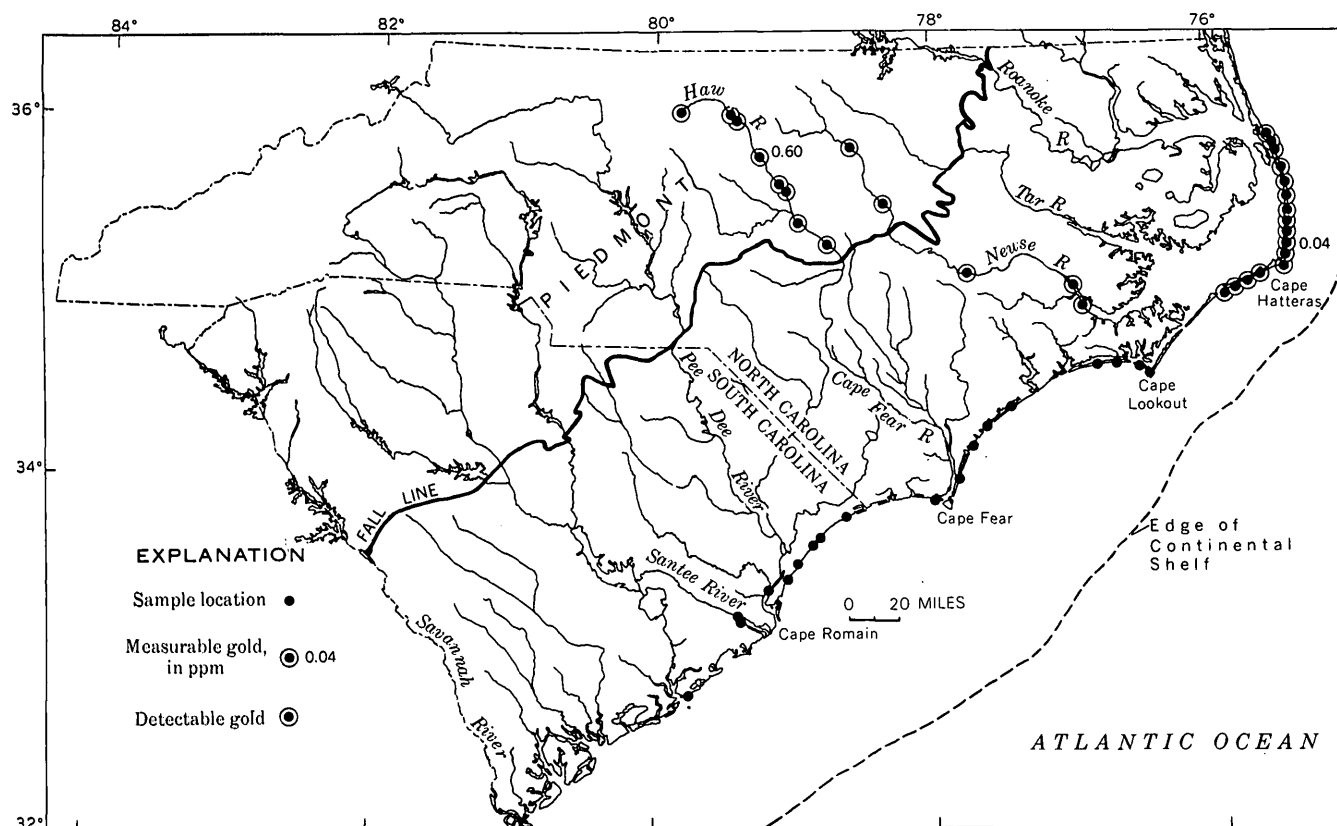 84°
82°
80°
78°
76°
36°
34°
32°
Haw
R
0.60
Roanoke
R
Tar R
Neuse
R
0.04
Cape
Hatteras
PIEDMONT
Cape
Lookout
NORTH CAROLINA
SOUTH CAROLINA
Pee
Dee
River
Cape
Fear R
Cape Fear
FALL LINE
Edge of
Continental
Shelf
Santee River
0 20 MILES
Cape Romain
Savannah
River
ATLANTIC OCEAN
EXPLANATION
Sample location
Measurable gold,
in ppm
0.04
Detectable gold